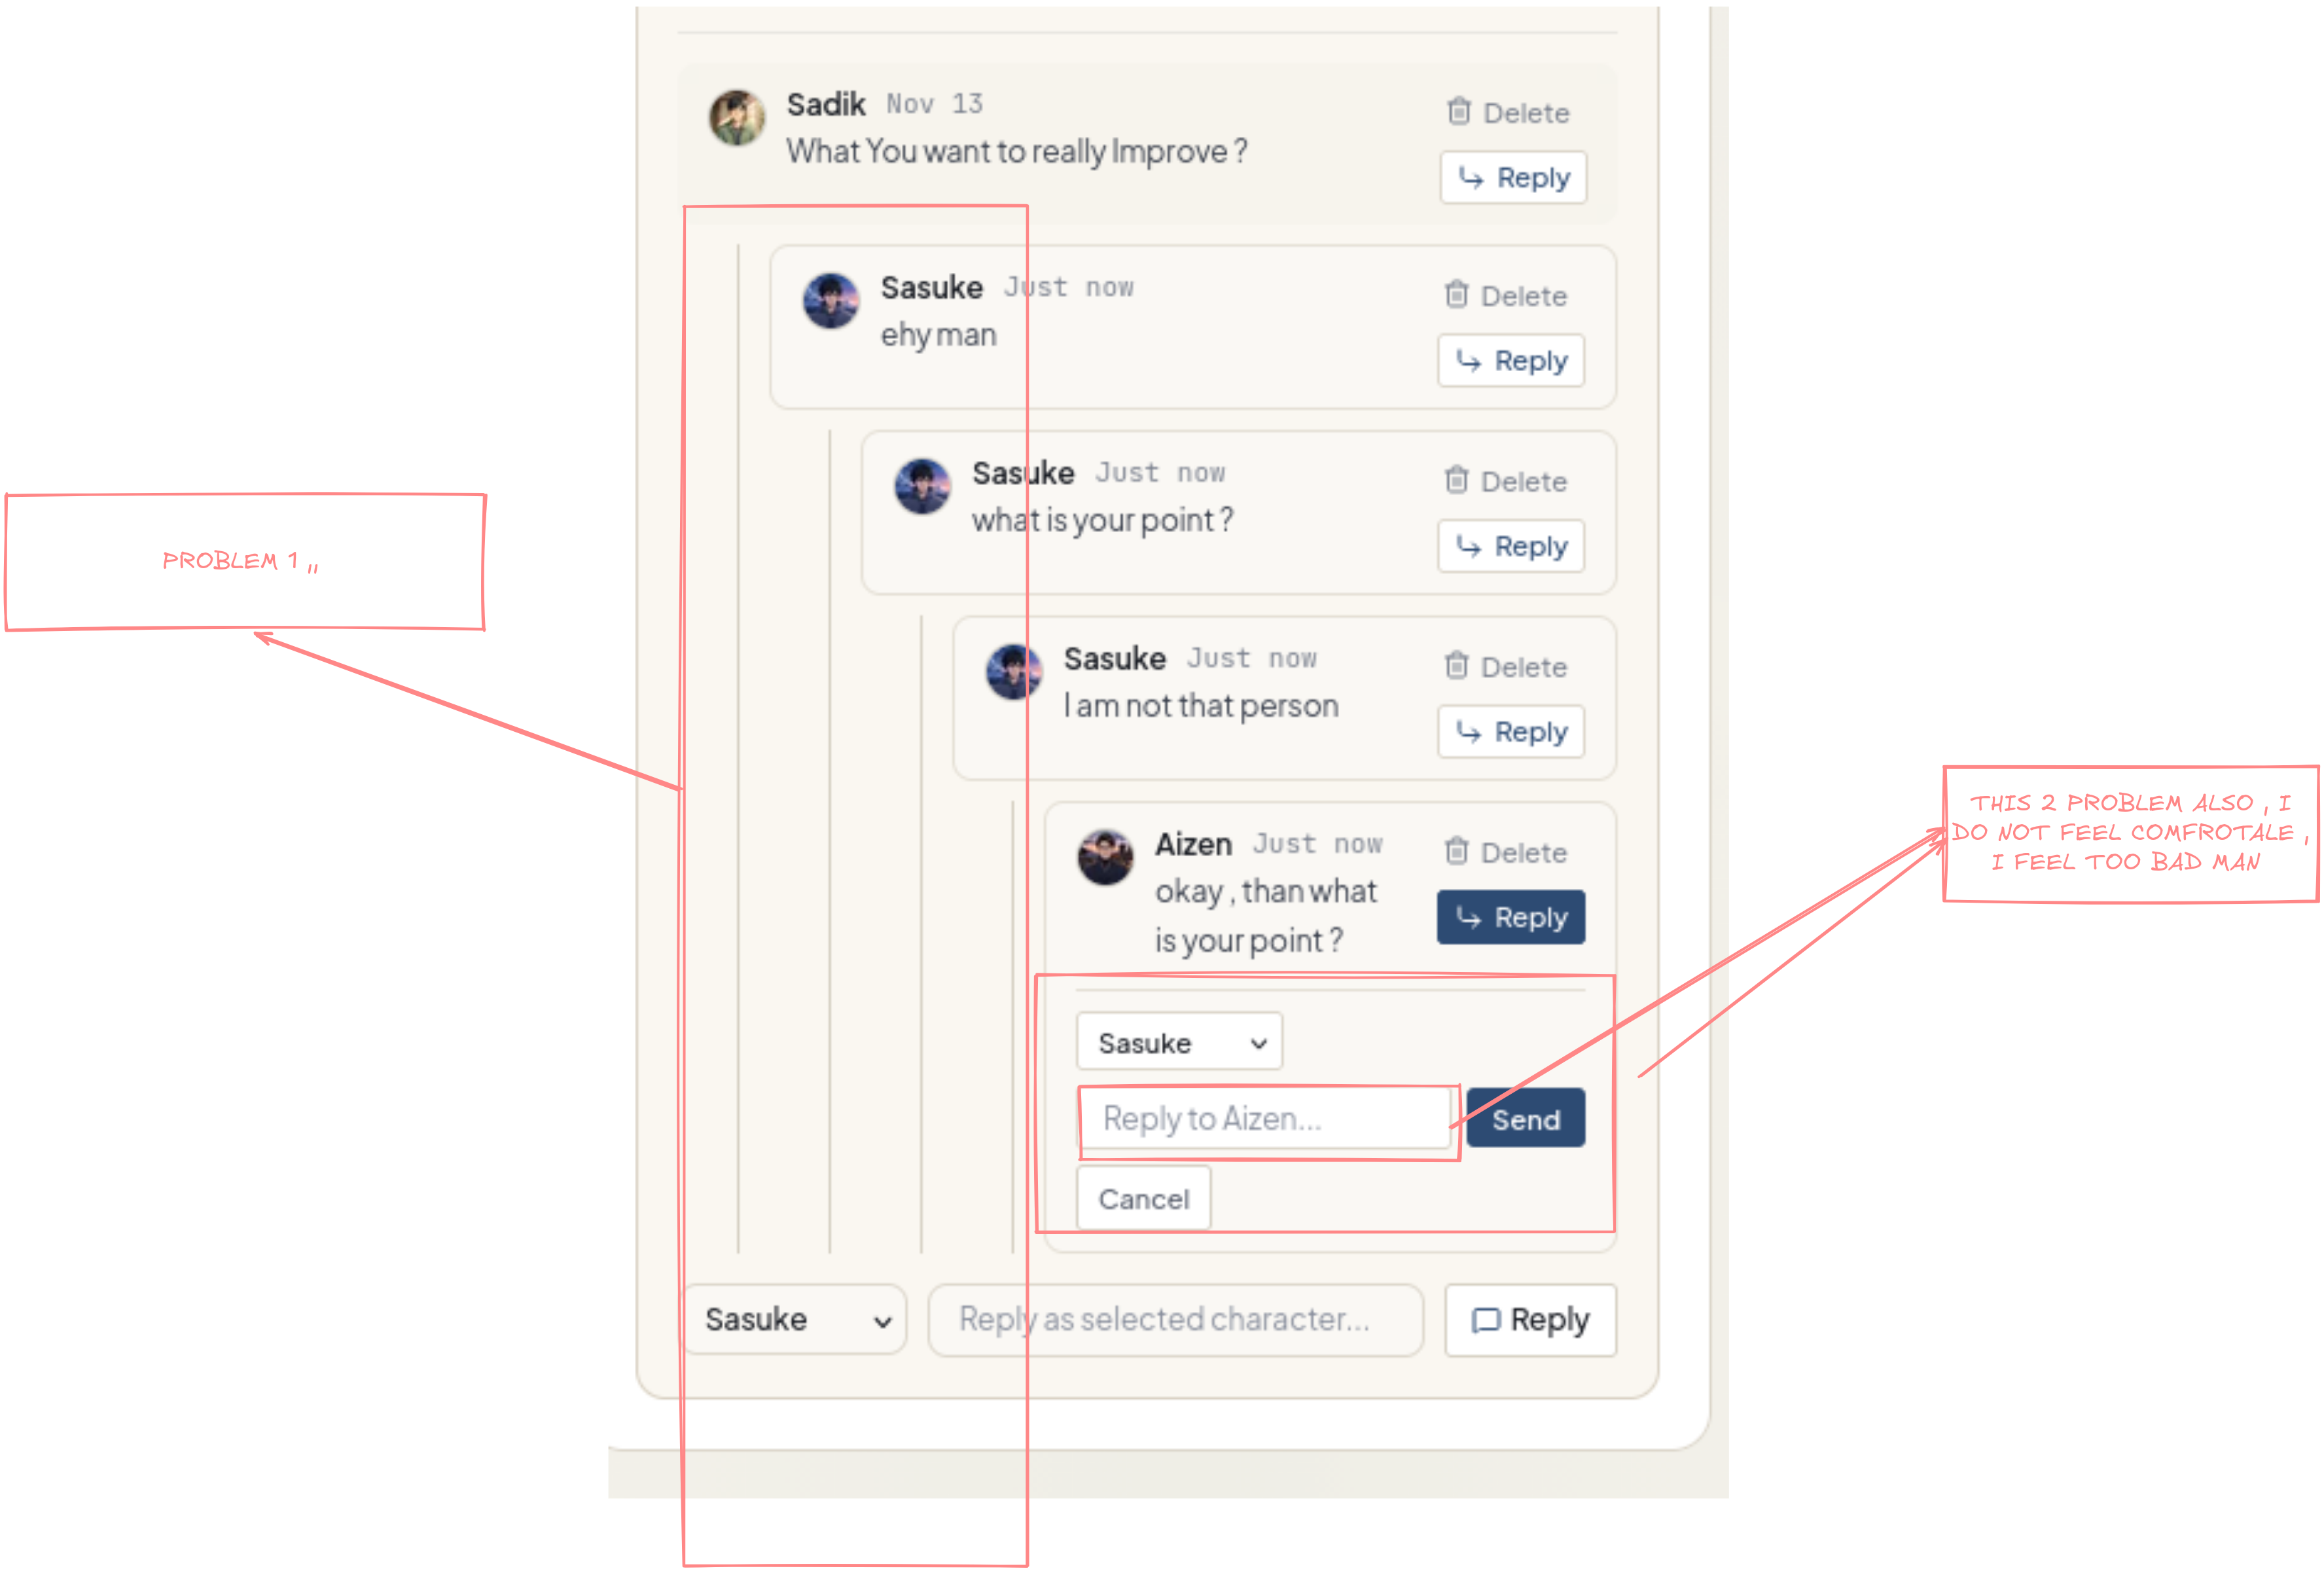 Sadik Nov 13
Delete
What You want to really Improve ?
Reply
Sasuke Just now
Delete
ehy man
Reply
Sasuke Just now
Delete
what is your point ?
Reply
PROBLEM 1 ,,
Sasuke Just now
Delete
I am not that person
Reply
Aizen Just now
Delete
okay , than what
is your point ?
Reply
THIS 2 PROBLEM ALSO , I
DO NOT FEEL COMFROTALE ,
I FEEL TOO BAD MAN
Sasuke
Reply to Aizen...
Send
Cancel
Sasuke
Reply as selected character...
Reply